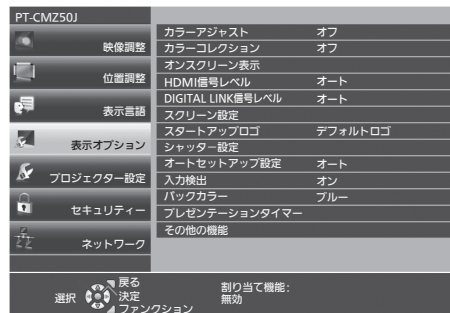 PT-CMZ50J
映像調整
位置調整
表示言語
表示オプション
プロジェクター設定
セキュリティー
ネットワーク
カラーアジャスト オフ
カラーコレクション オフ
オンスクリーン表示
HDMI信号レベル オート
DIGITAL LINK信号レベル オート
スクリーン設定
スタートアップロゴ デフォルトロゴ
シャッター設定
オートセットアップ設定 オート
入力検出 オン
バックカラー ブルー
プレゼンテーションタイマー
その他の機能
選択
戻る
決定
ファンクション
割り当て機能:
無効